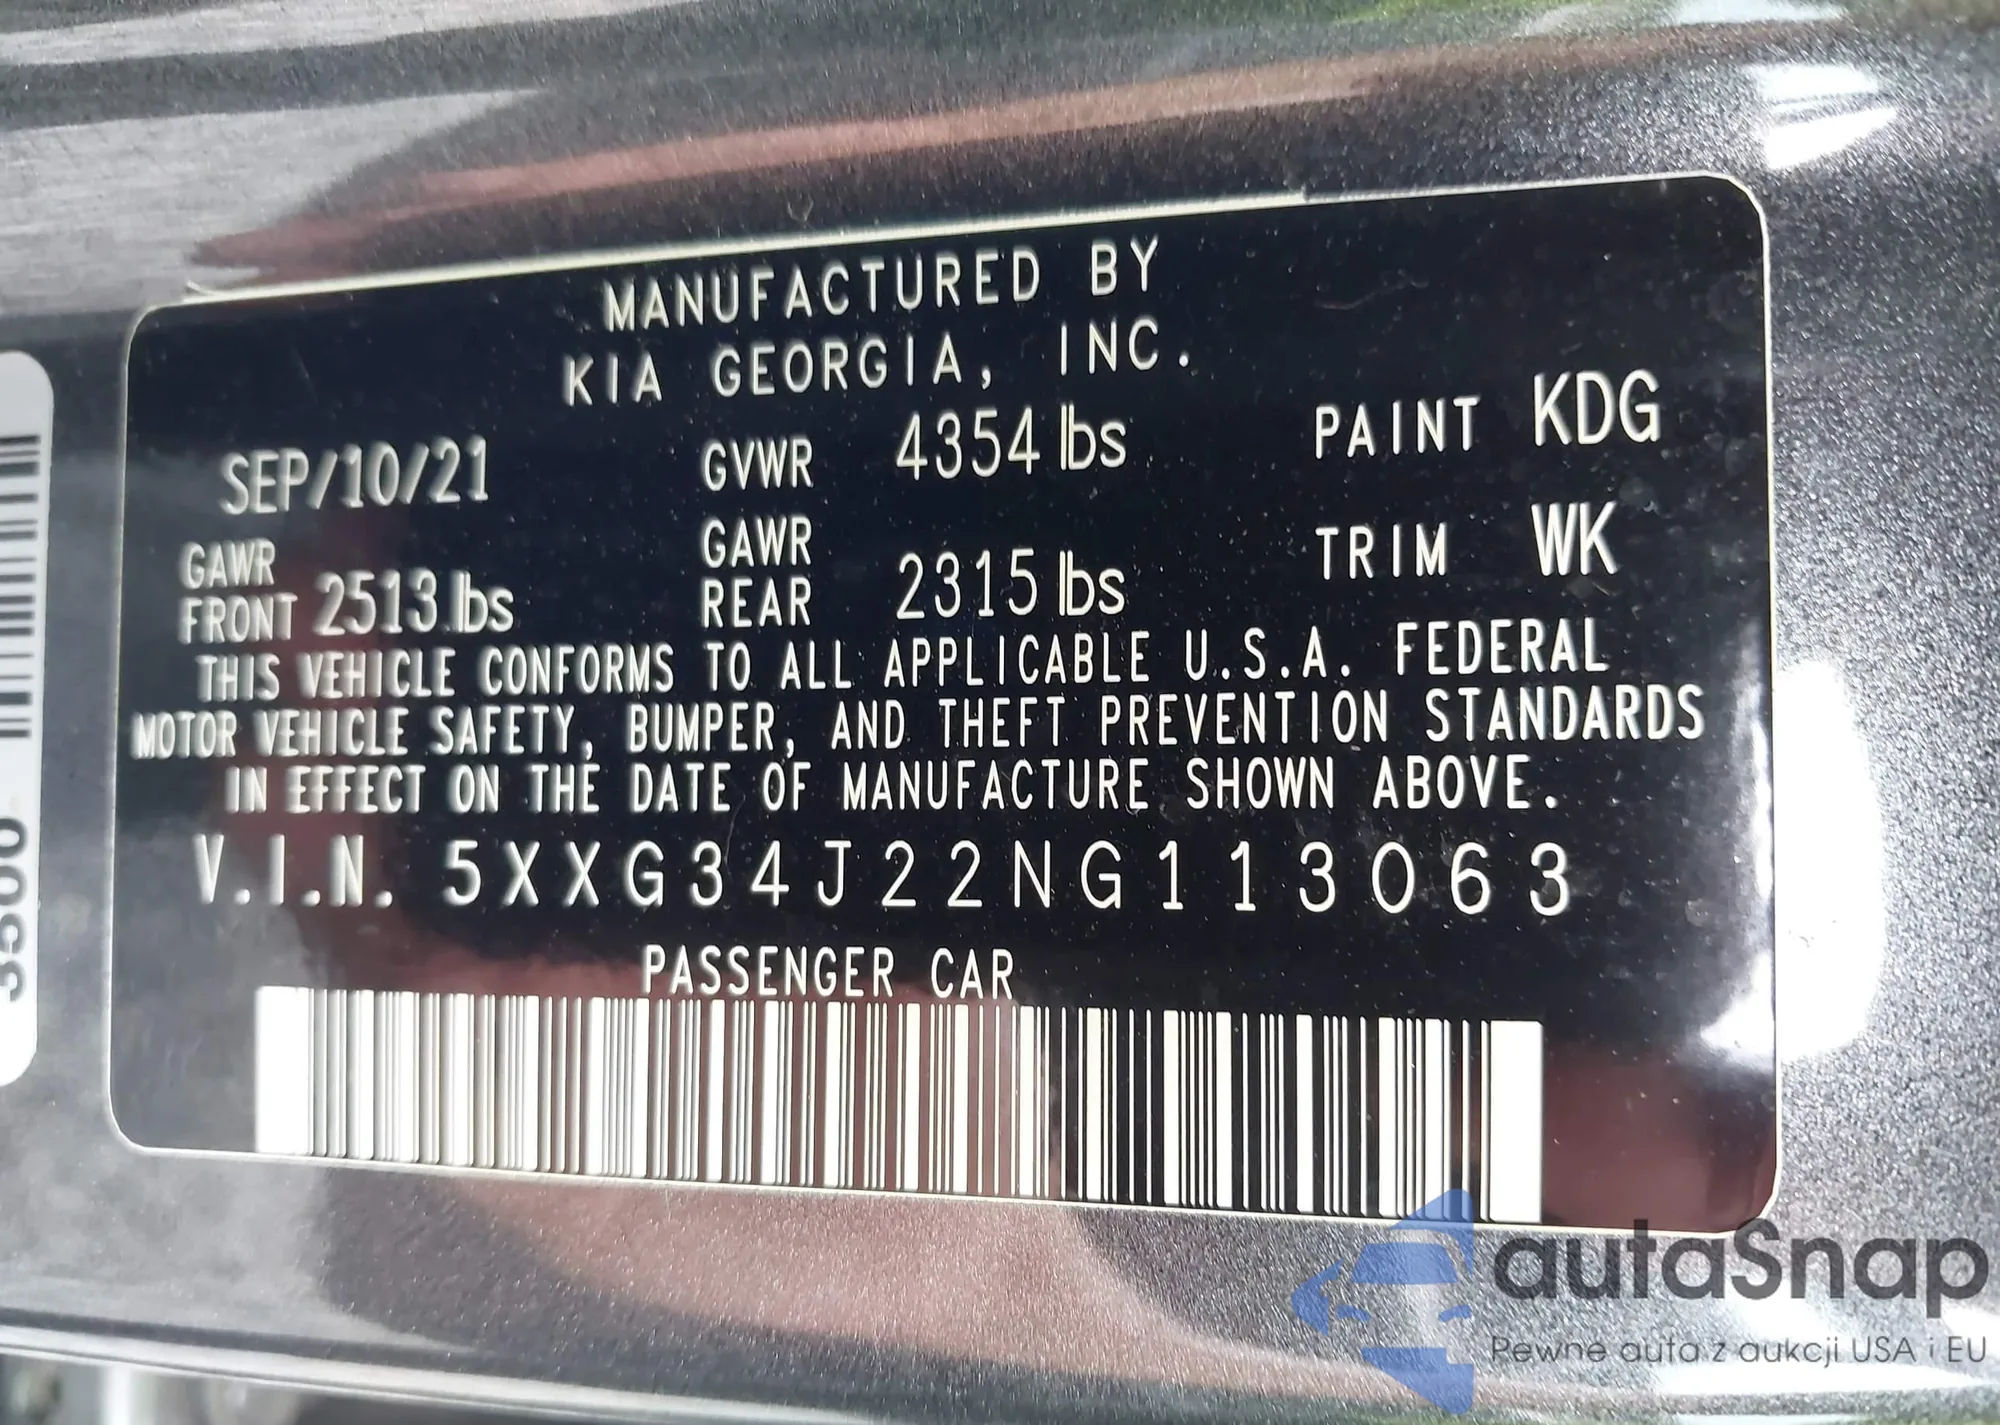 MANUFACTURED BY
KIA GEORGIA, INC.
SEP/10/21 GVWR 4354 lbs PAINT KDG
GAWR FRONT 2513 lbs GAWR REAR 2315 lbs TRIM WK
THIS VEHICLE CONFORMS TO ALL APPLICABLE U.S.A. FEDERAL
MOTOR VEHICLE SAFETY, BUMPER, AND THEFT PREVENTION STANDARDS
IN EFFECT ON THE DATE OF MANUFACTURE SHOWN ABOVE.
V.I.N. 5XXG34J22NG113063
PASSENGER CAR
3500
autaSnap
Pewne auta z aukcji USA i EU